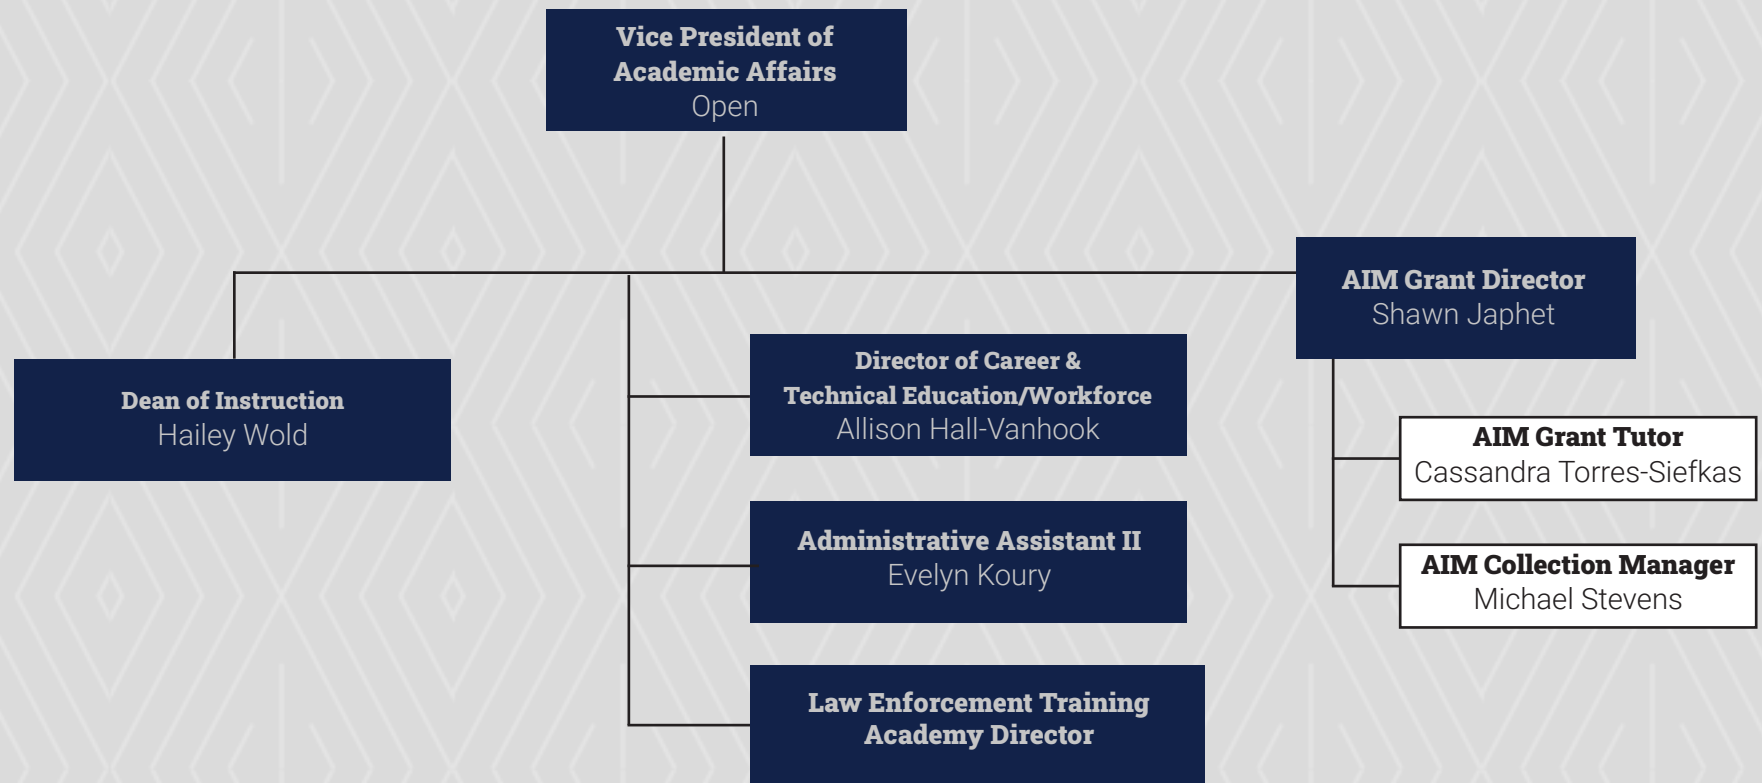 Vice President of
Academic Affairs
Open
AIM Grant Director
Shawn Japhet
Dean of Instruction
Hailey Wold
Director of Career &
Technical Education/Workforce
Allison Hall-Vanhook
AIM Grant Tutor
Cassandra Torres-Siefkas
Administrative Assistant II
Evelyn Koury
AIM Collection Manager
Michael Stevens
Law Enforcement Training
Academy Director